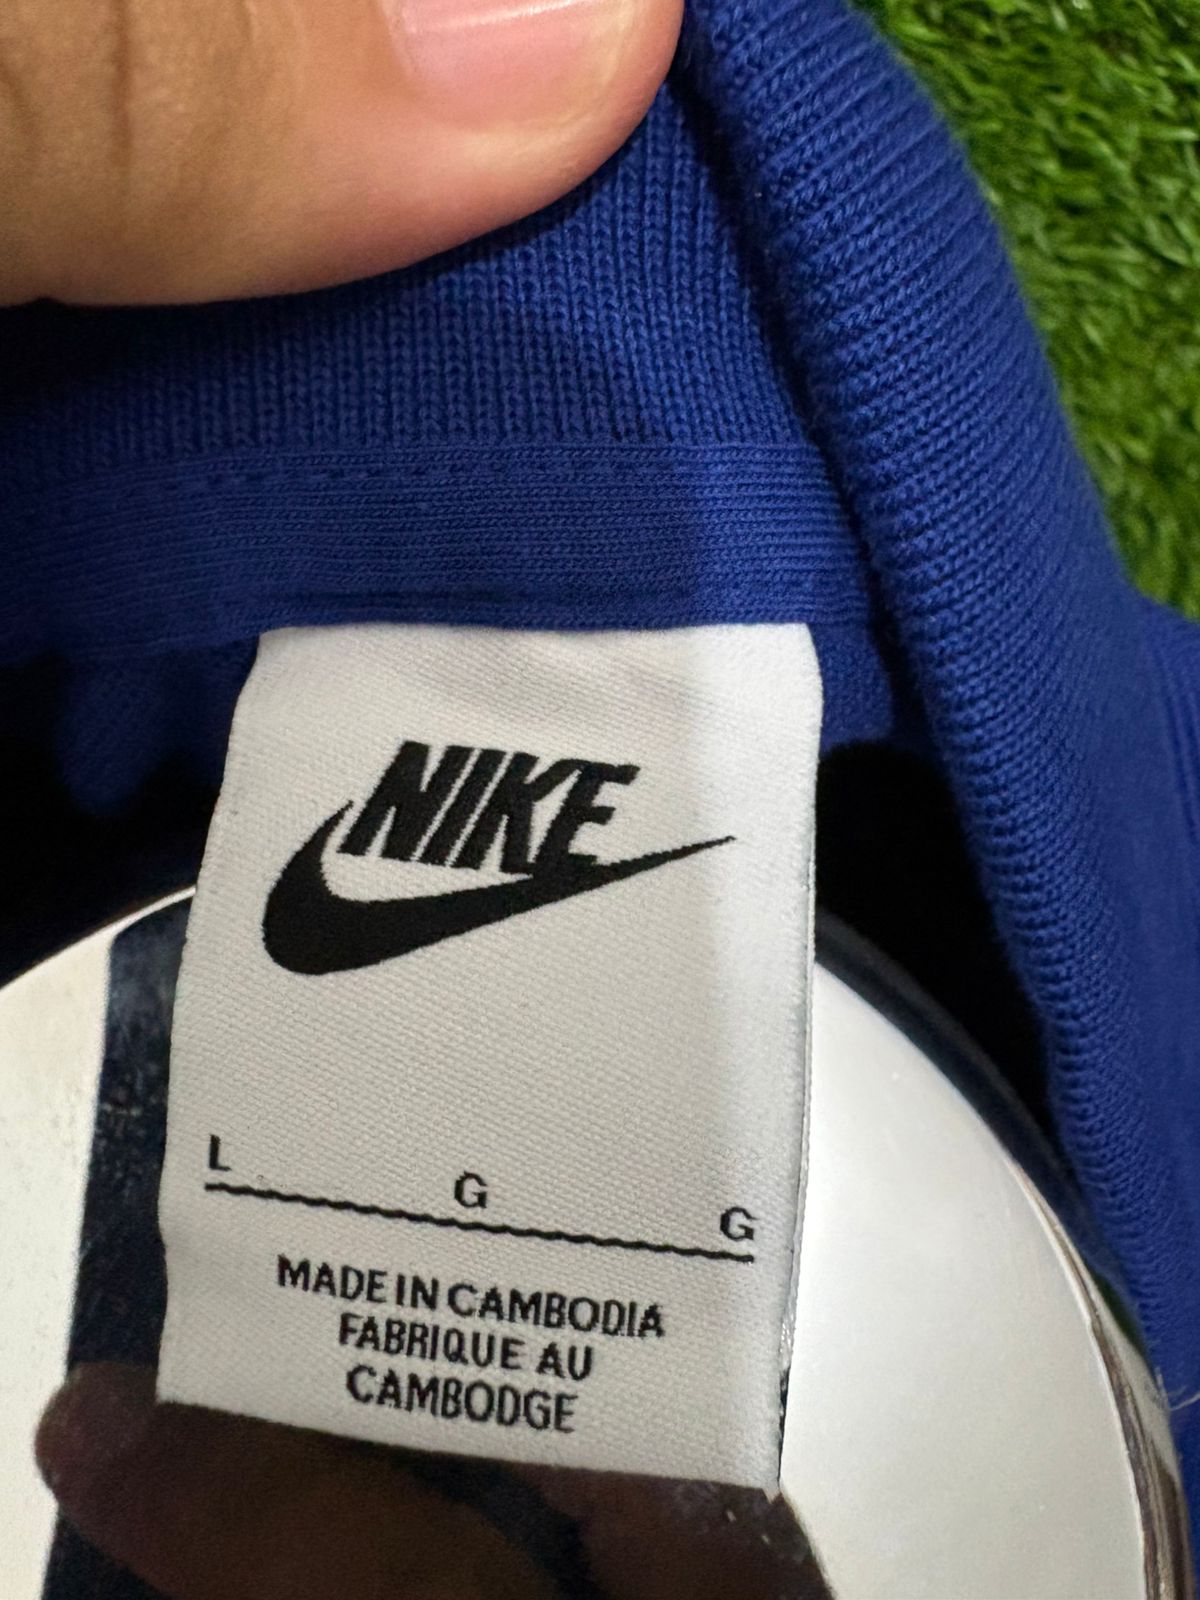 NIKE
L G G
MADE IN CAMBODIA
FABRIQUE AU
CAMBODGE